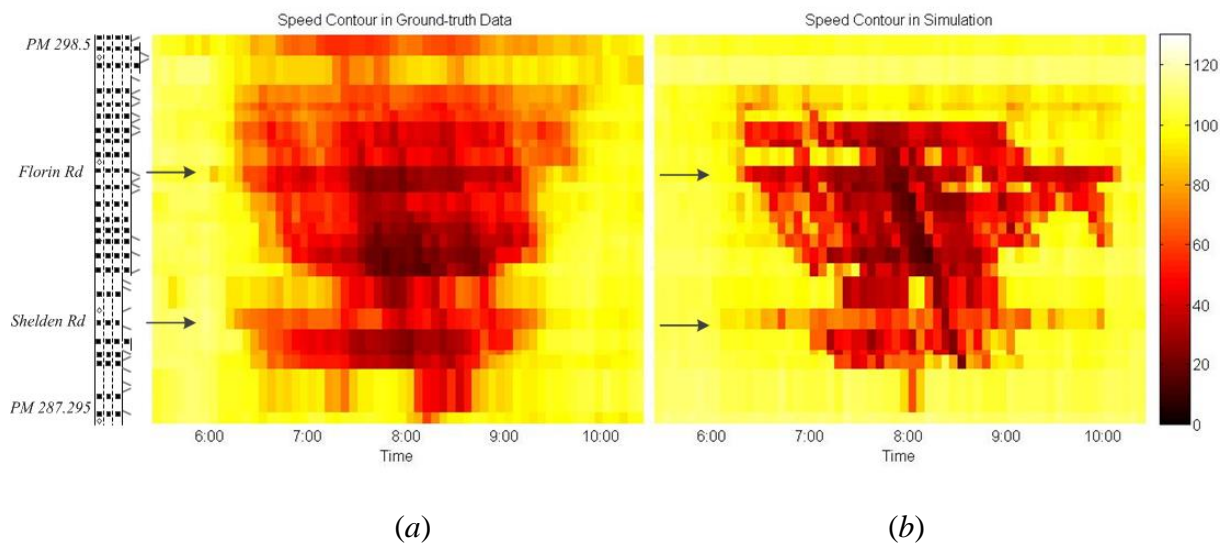 Speed Contour in Ground-truth Data
Speed Contour in Simulation
PM 298.5
Florin Rd
Shelden Rd
PM 287.295
6:00 7:00 8:00 9:00 10:00
Time
6:00 7:00 8:00 9:00 10:00
Time
120
100
80
60
40
20
0
(a)
(b)